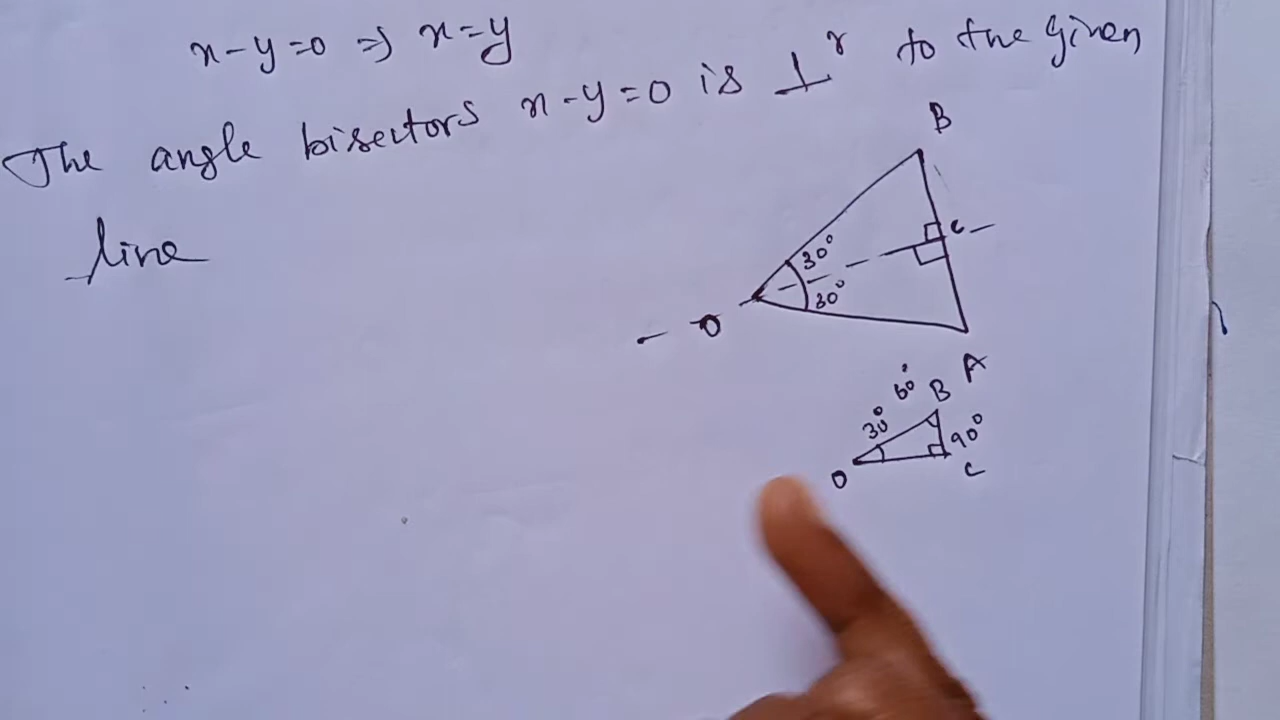 x-y=0 ⇒ x=y
The angle bisectors x-y=0 is ⊥r to the given
line
B
30°
30°
C
O
A
60°
B
30°
90°
O
C